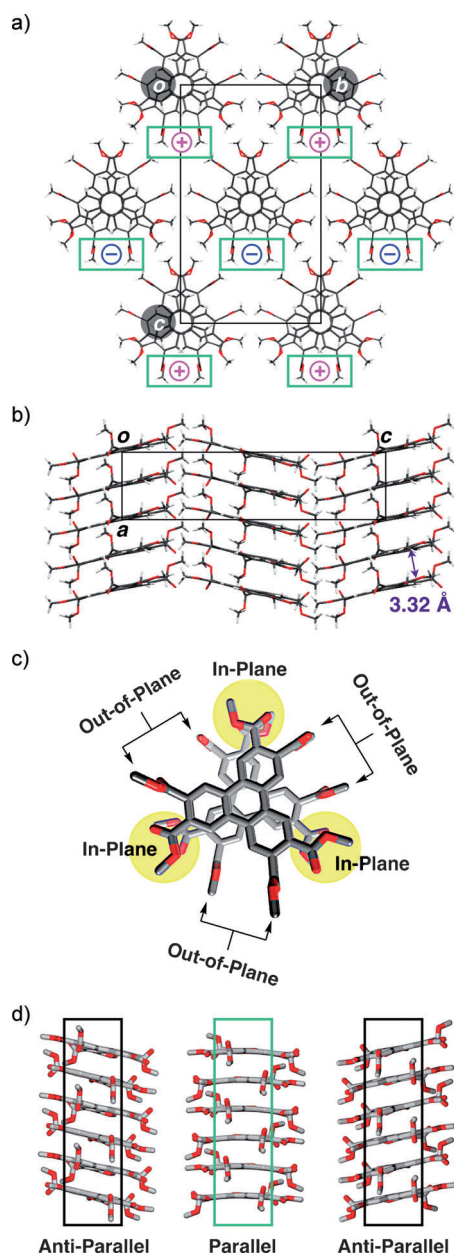 a)
o b
+ +
− − −
c
+ +
b)
o c
a
3.32 Å
c)
In-Plane
Out-of-Plane
Out-of-Plane
In-Plane
In-Plane
Out-of-Plane
d)
Anti-Parallel Parallel Anti-Parallel